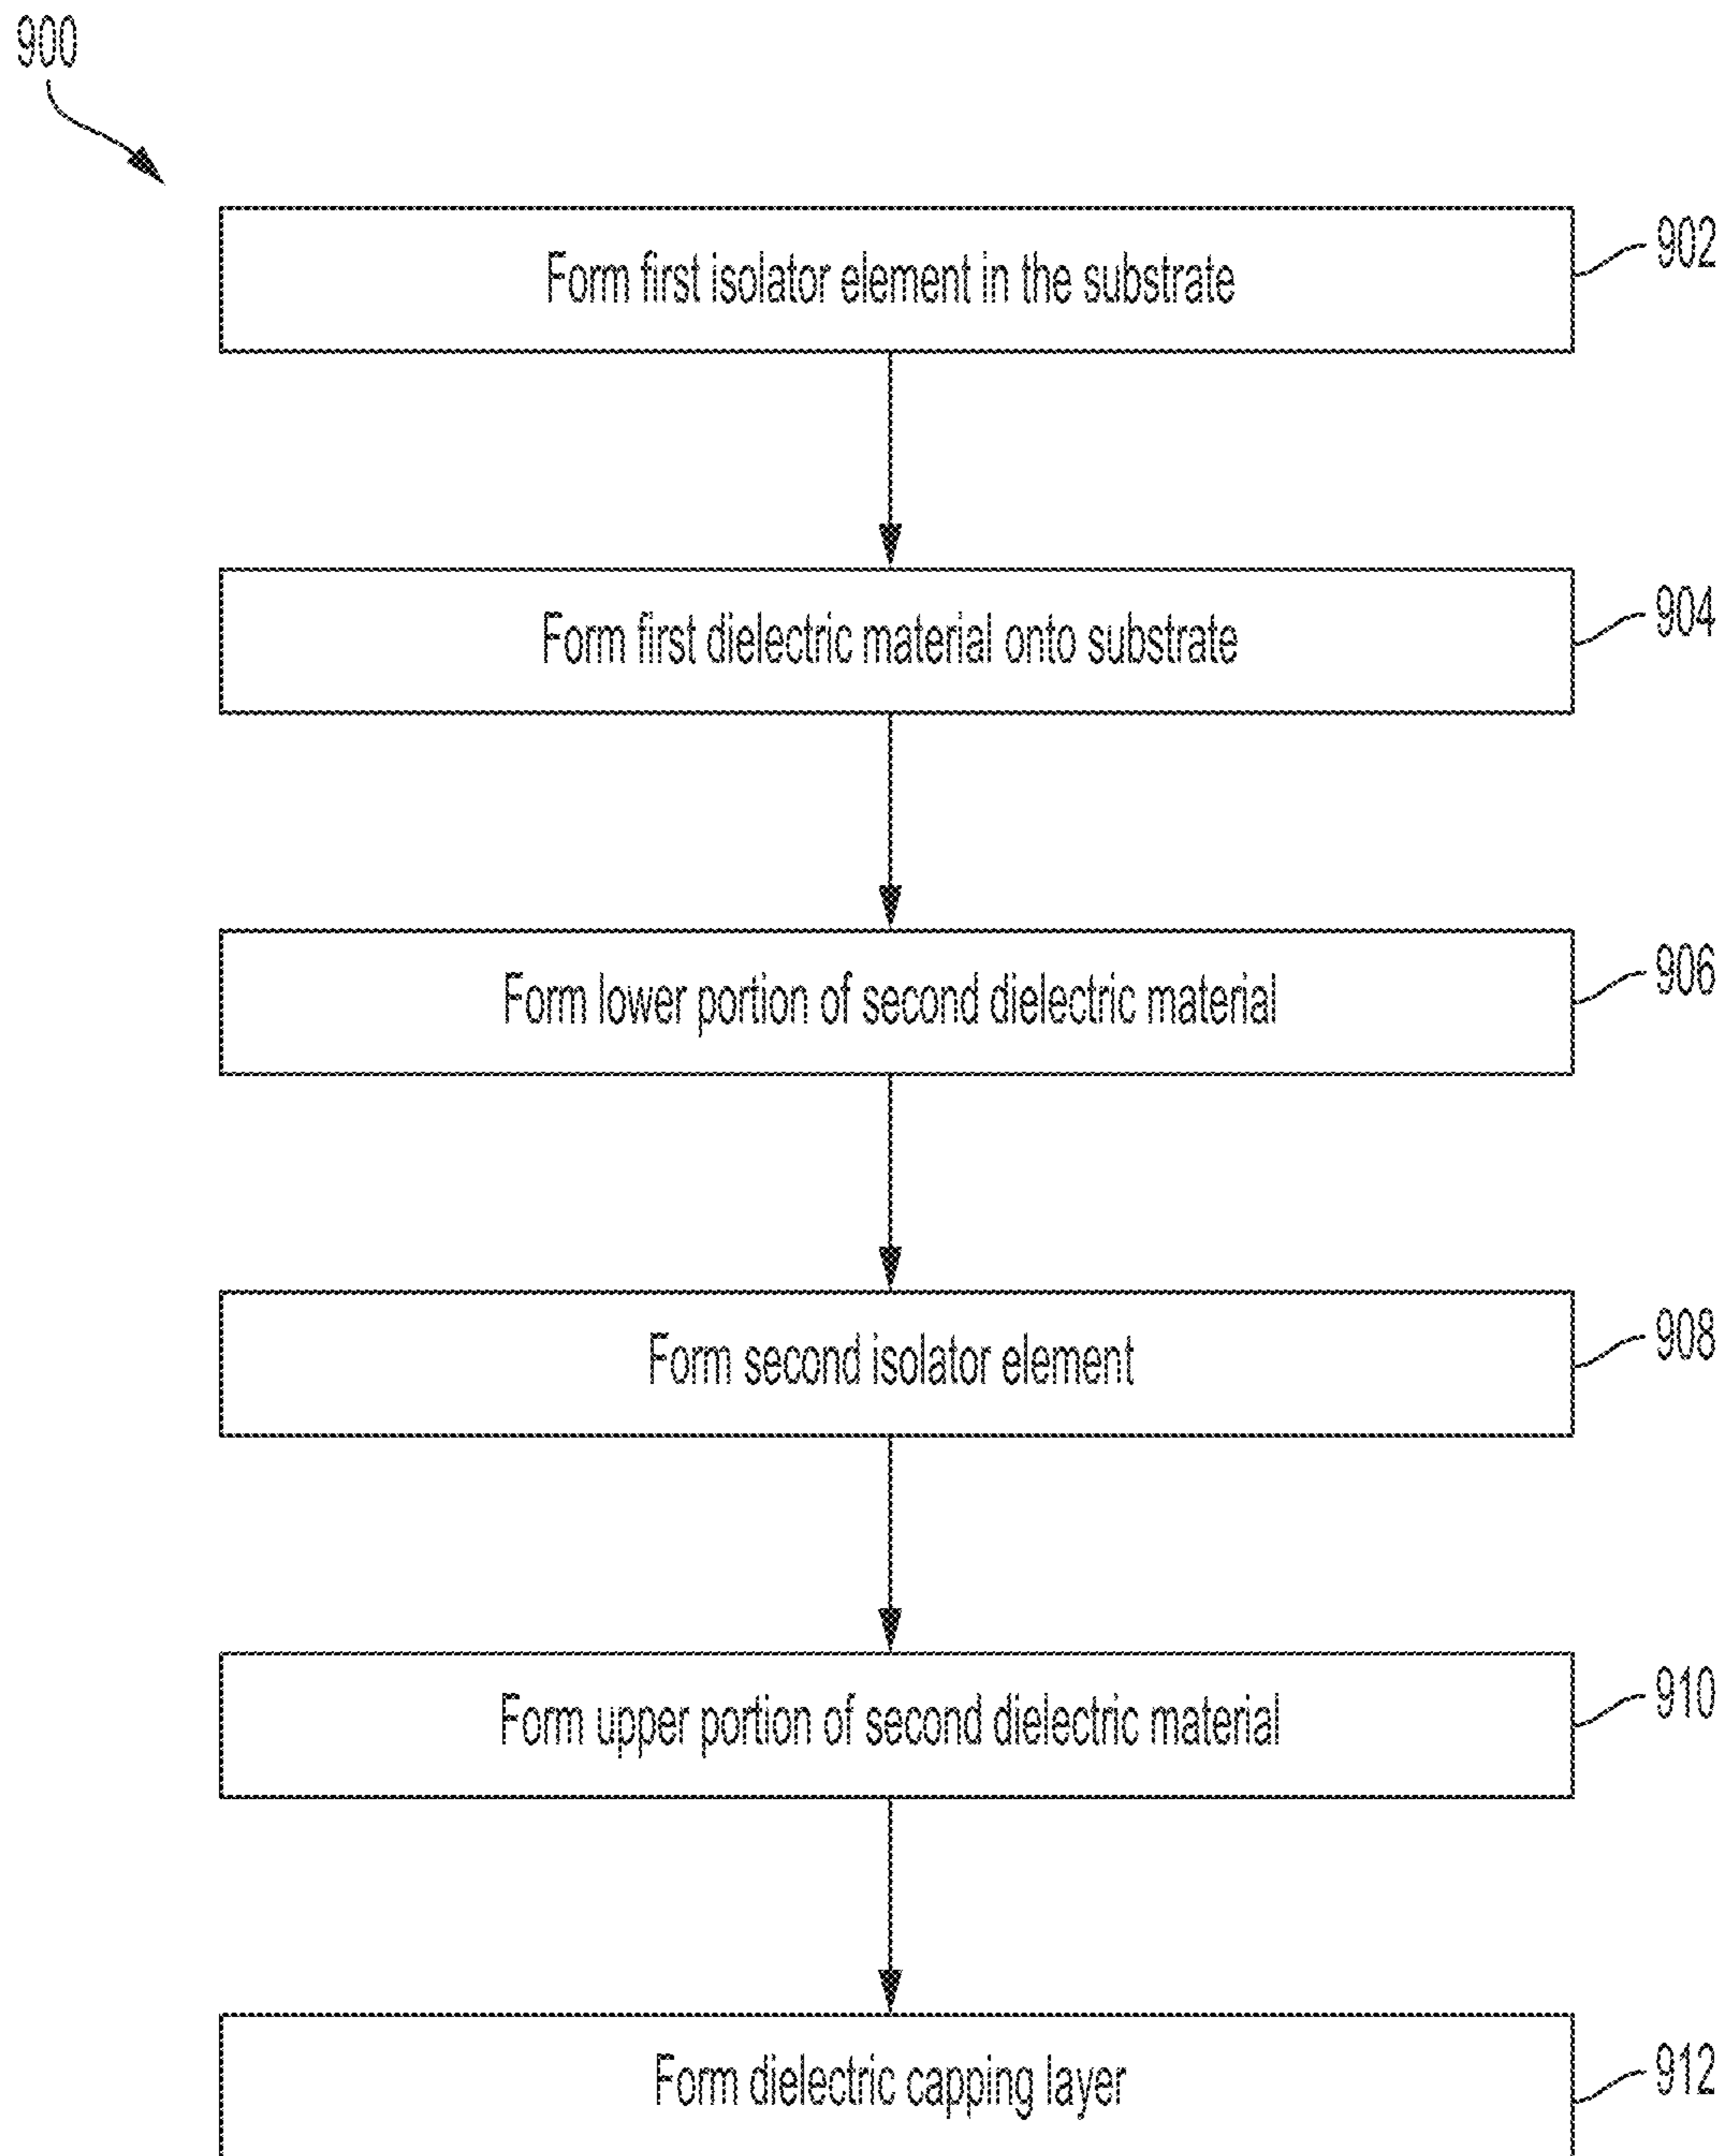 900
Form first isolator element in the substrate
902
Form first dielectric material onto substrate
904
Form lower portion of second dielectric material
906
Form second isolator element
908
Form upper portion of second dielectric material
910
Form dielectric capping layer
912